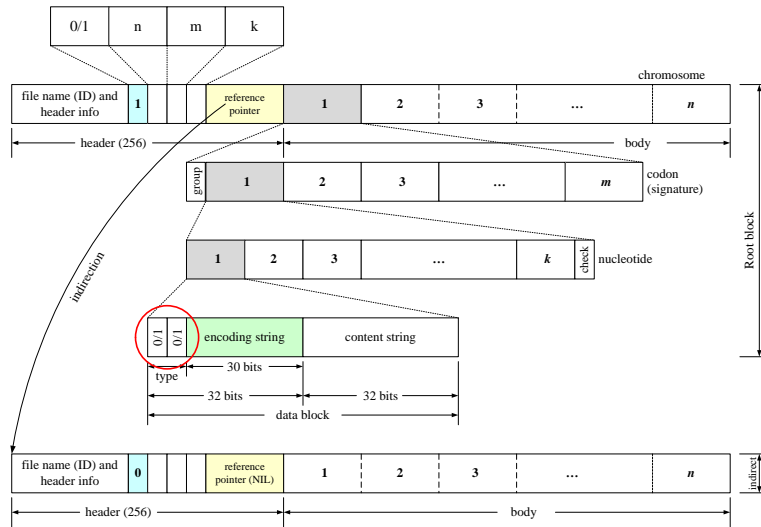 0/1 n m k
chromosome
file name (ID) and
header info
1
reference
pointer
1 2 3 ... n
header (256) body
group 1 2 3 ... m
codon
(signature)
Root block
indirection
1 2 3 ... k check nucleotide
0/1 0/1 encoding string content string
type 30 bits
32 bits 32 bits
data block
file name (ID) and
header info
0
reference
pointer (NIL)
1 2 3 ... n
indirect
header (256) body